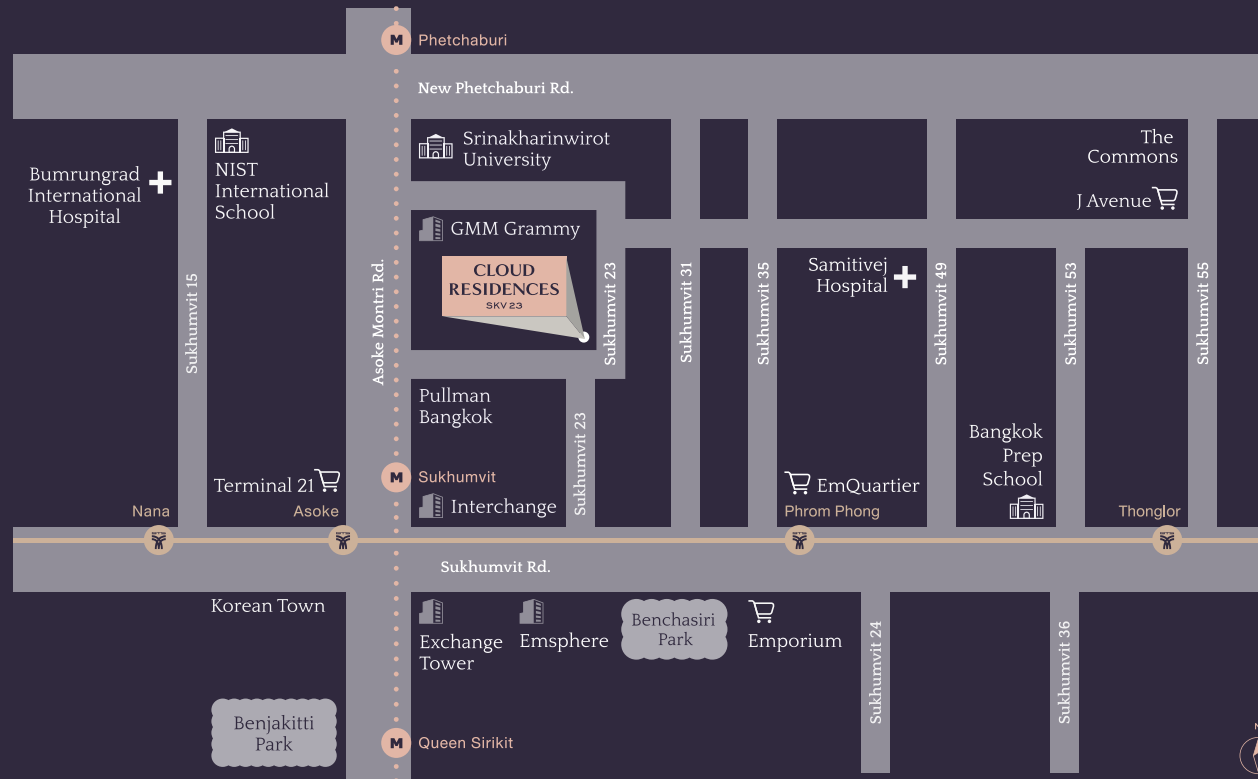 M
Phetchaburi
New Phetchaburi Rd.
Bumrungrad
International
Hospital
NIST
International
School
Srinakharinwirot
University
The
Commons
J Avenue
GMM Grammy
CLOUD
RESIDENCES
SKV 23
Samitivej
Hospital
Sukhumvit 15
Asoke Montri Rd.
Sukhumvit 23
Sukhumvit 31
Sukhumvit 35
Sukhumvit 49
Sukhumvit 53
Sukhumvit 55
Pullman
Bangkok
Sukhumvit 23
Bangkok
Prep
School
Terminal 21
M
Sukhumvit
Interchange
EmQuartier
Nana
Asoke
Phrom Phong
Thonglor
Sukhumvit Rd.
Korean Town
Exchange
Tower
Emsphere
Benchasiri
Park
Emporium
Sukhumvit 24
Sukhumvit 36
Benjakitti
Park
M
Queen Sirikit